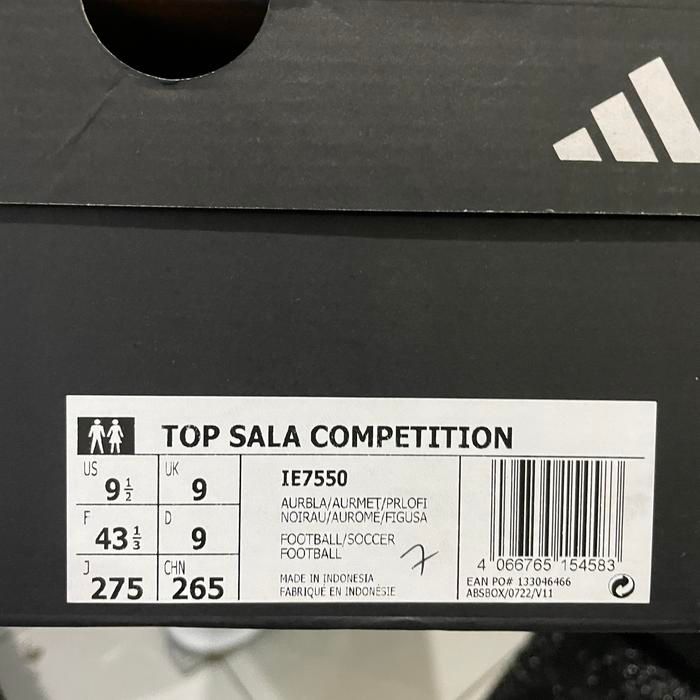 TOP SALA COMPETITION
US 9 1/2
UK 9
F 43 1/3
D 9
J 275
CHN 265
IE7550
AURBLA/AURMET/PRLOFI
NOIRAU/AUROME/FIGUSA
FOOTBALL/SOCCER
FOOTBALL
7
MADE IN INDONESIA
FABRIQUÉ EN INDONÉSIE
4 066765 154583
EAN PO# 133046466
ABSBOX/0722/V11